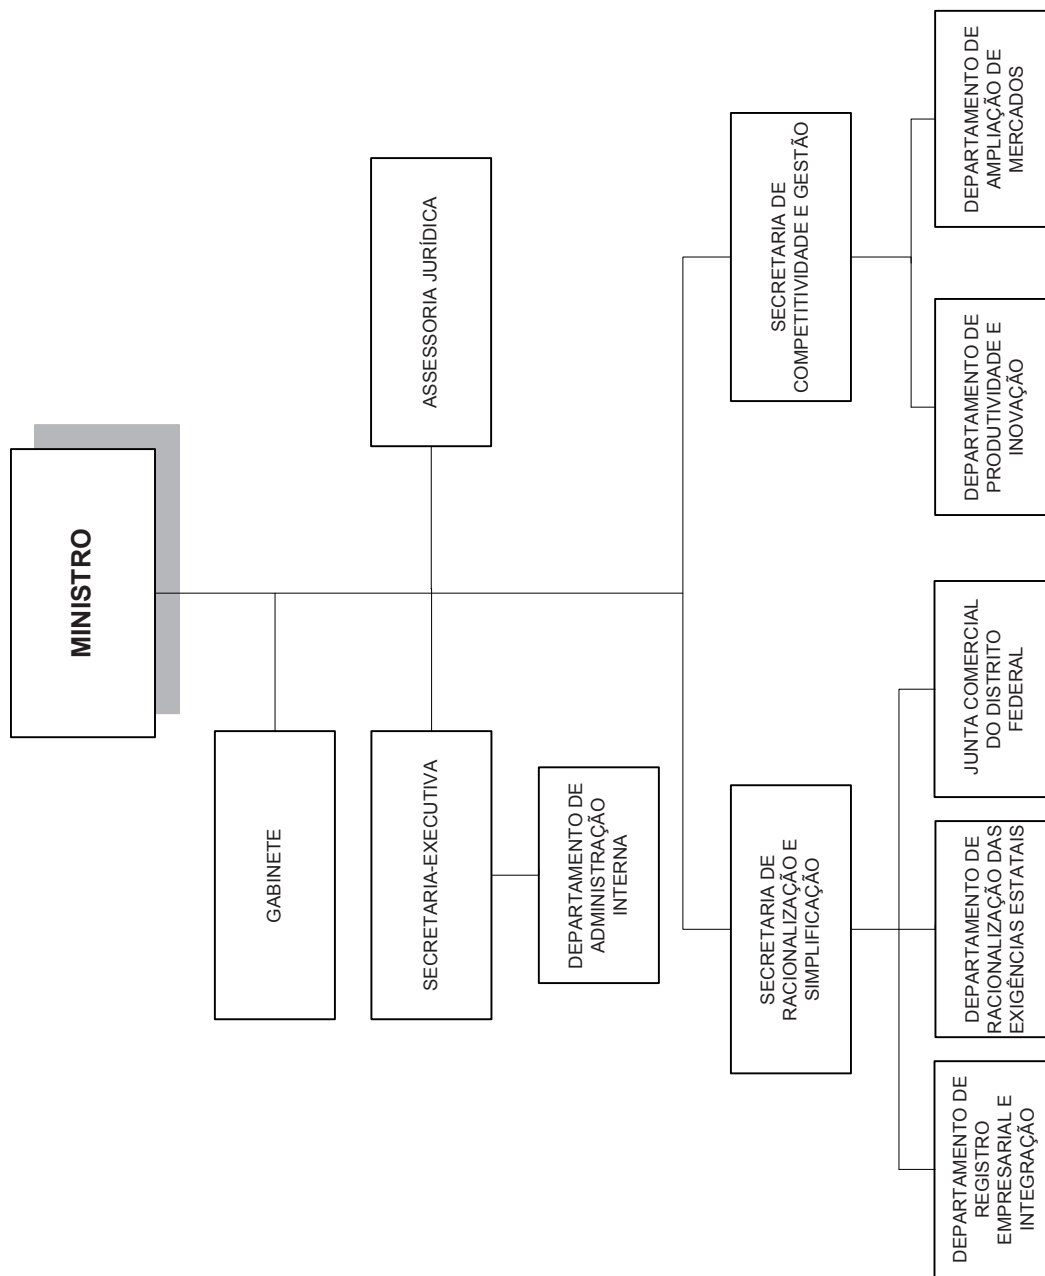 MINISTRO
GABINETE
ASSESSORIA JURÍDICA
SECRETARIA-EXECUTIVA
DEPARTAMENTO DE
ADMINISTRAÇÃO
INTERNA
SECRETARIA DE
RACIONALIZAÇÃO E
SIMPLIFICAÇÃO
SECRETARIA DE
COMPETITIVIDADE E GESTÃO
DEPARTAMENTO DE
REGISTRO
EMPRESARIAL E
INTEGRAÇÃO
DEPARTAMENTO DE
RACIONALIZAÇÃO DAS
EXIGÊNCIAS ESTATAIS
JUNTA COMERCIAL
DO DISTRITO
FEDERAL
DEPARTAMENTO DE
PRODUTIVIDADE E
INOVAÇÃO
DEPARTAMENTO DE
AMPLIAÇÃO DE
MERCADOS